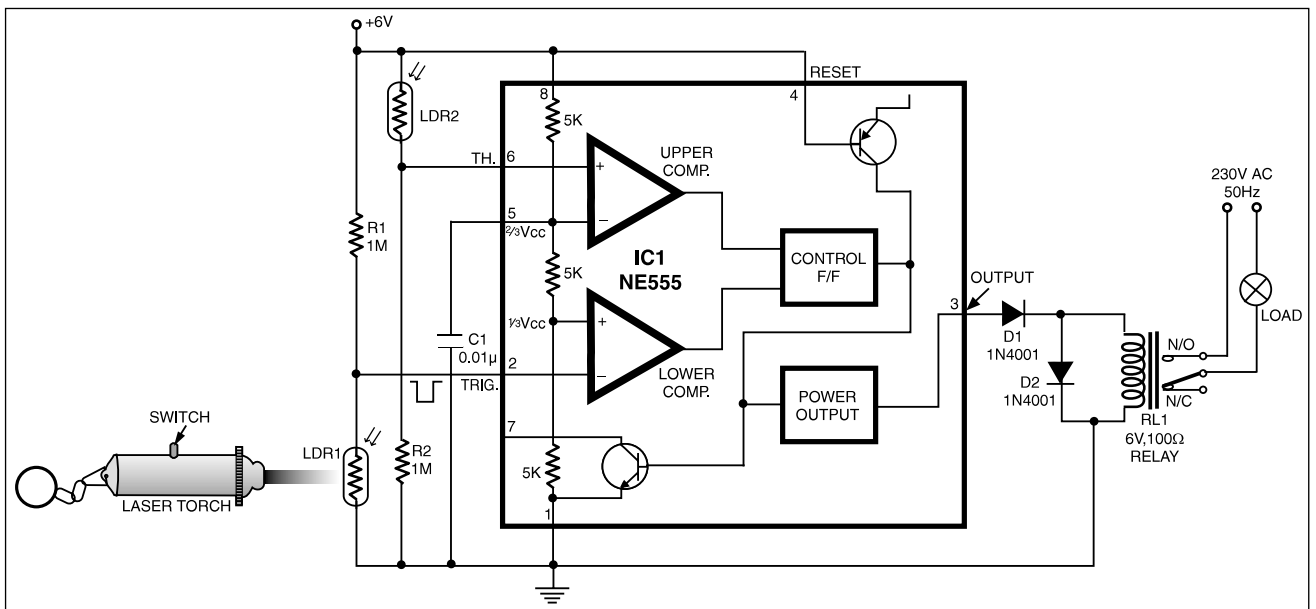 +6V
RESET
8
4
LDR2
5K
TH.
6
UPPER
COMP.
+
230V AC
50Hz
5
−
2/3Vcc
R1
1M
IC1
NE555
CONTROL
F/F
5K
OUTPUT
3
LOAD
1/3Vcc
+
D1
1N4001
N/O
C1
0.01µ
2
TRIG.
−
LOWER
COMP.
D2
1N4001
N/C
POWER
OUTPUT
RL1
6V,100Ω
RELAY
SWITCH
7
LDR1
R2
1M
5K
LASER TORCH
1